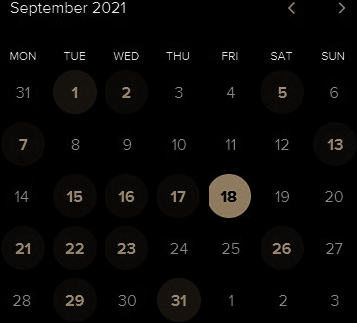 September 2021
MON TUE WED THU FRI SAT SUN
31 1 2 3 4 5 6
7 8 9 10 11 12 13
14 15 16 17 18 19 20
21 22 23 24 25 26 27
28 29 30 31 1 2 3